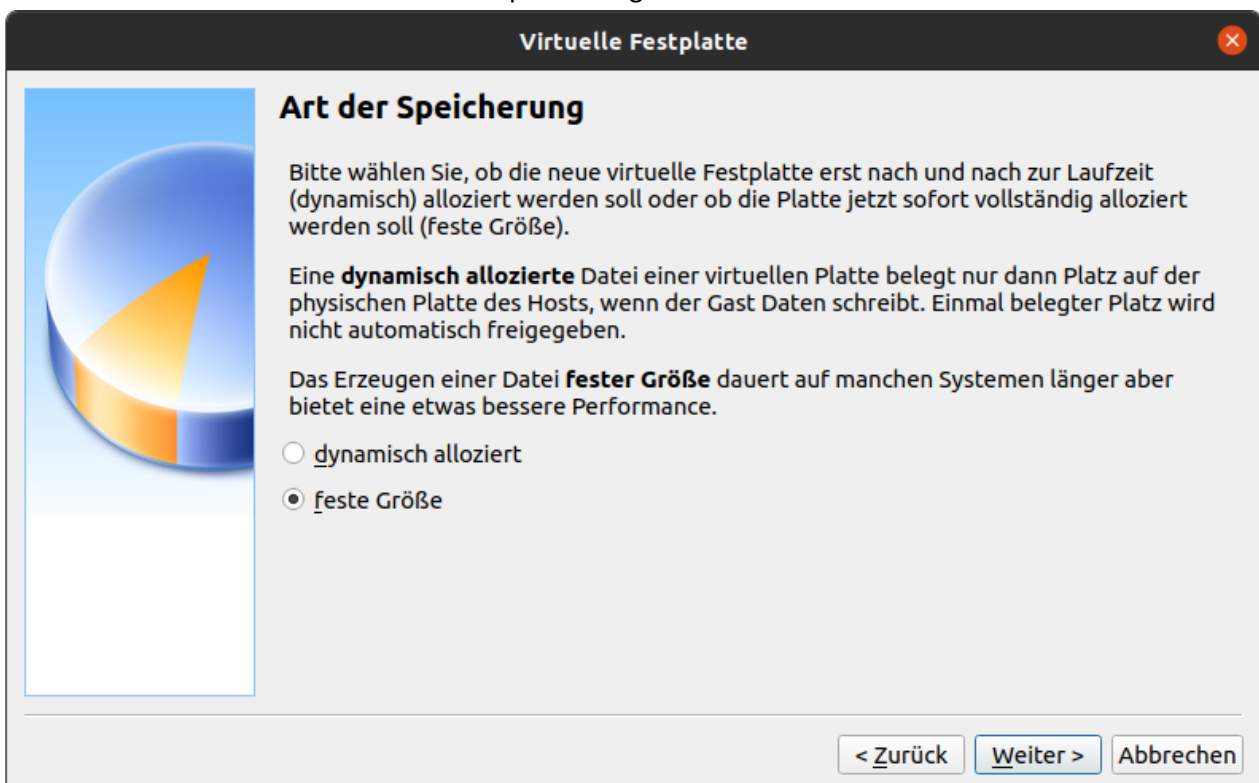 Virtuelle Festplatte
Art der Speicherung
Bitte wählen Sie, ob die neue virtuelle Festplatte erst nach und nach zur Laufzeit
(dynamisch) alloziert werden soll oder ob die Platte jetzt sofort vollständig alloziert
werden soll (feste Größe).
Eine dynamisch allozierte Datei einer virtuellen Platte belegt nur dann Platz auf der
physischen Platte des Hosts, wenn der Gast Daten schreibt. Einmal belegter Platz wird
nicht automatisch freigegeben.
Das Erzeugen einer Datei fester Größe dauert auf manchen Systemen länger aber
bietet eine etwas bessere Performance.
dynamisch alloziert
feste Größe
< Zurück Weiter > Abbrechen